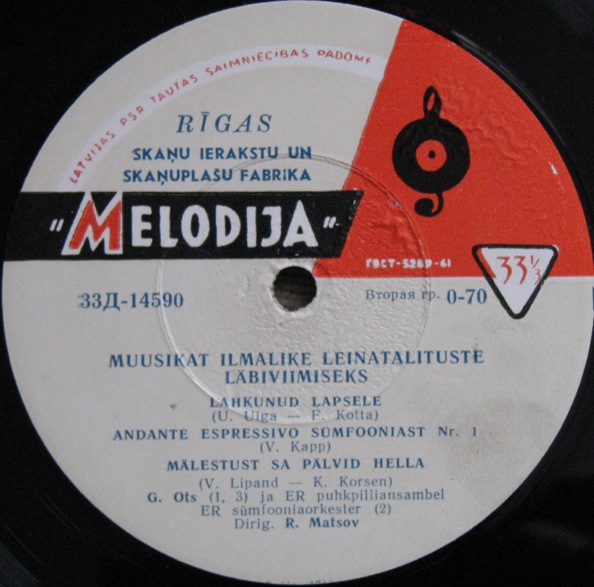 LATVIJAS PSR TAUTAS SAIMNIECĪBAS PADOME
RĪGAS
SKAŅU IERAKSTU UN
SKAŅUPLAŠU FABRIKA
"MELODIJA"
ГОСТ-5289-61
33⅓
33Д-14590
Вторая гр. 0-70
MUUSIKAT ILMALIKE LEINATALITUSTE
LÄBIVIIMISEKS
LAHKUNUD LAPSELE
(U. Uiga — F. Kotta)
ANDANTE ESPRESSIVO SÜMFOONIAST Nr. 1
(V. Kapp)
MÄLESTUST SA PÄLVID HELLA
(V. Lipand — K. Korsen)
G. Ots (1, 3) ja ER puhkpilliansambel
ER sümfooniaorkester (2)
Dirig. R. Matsov